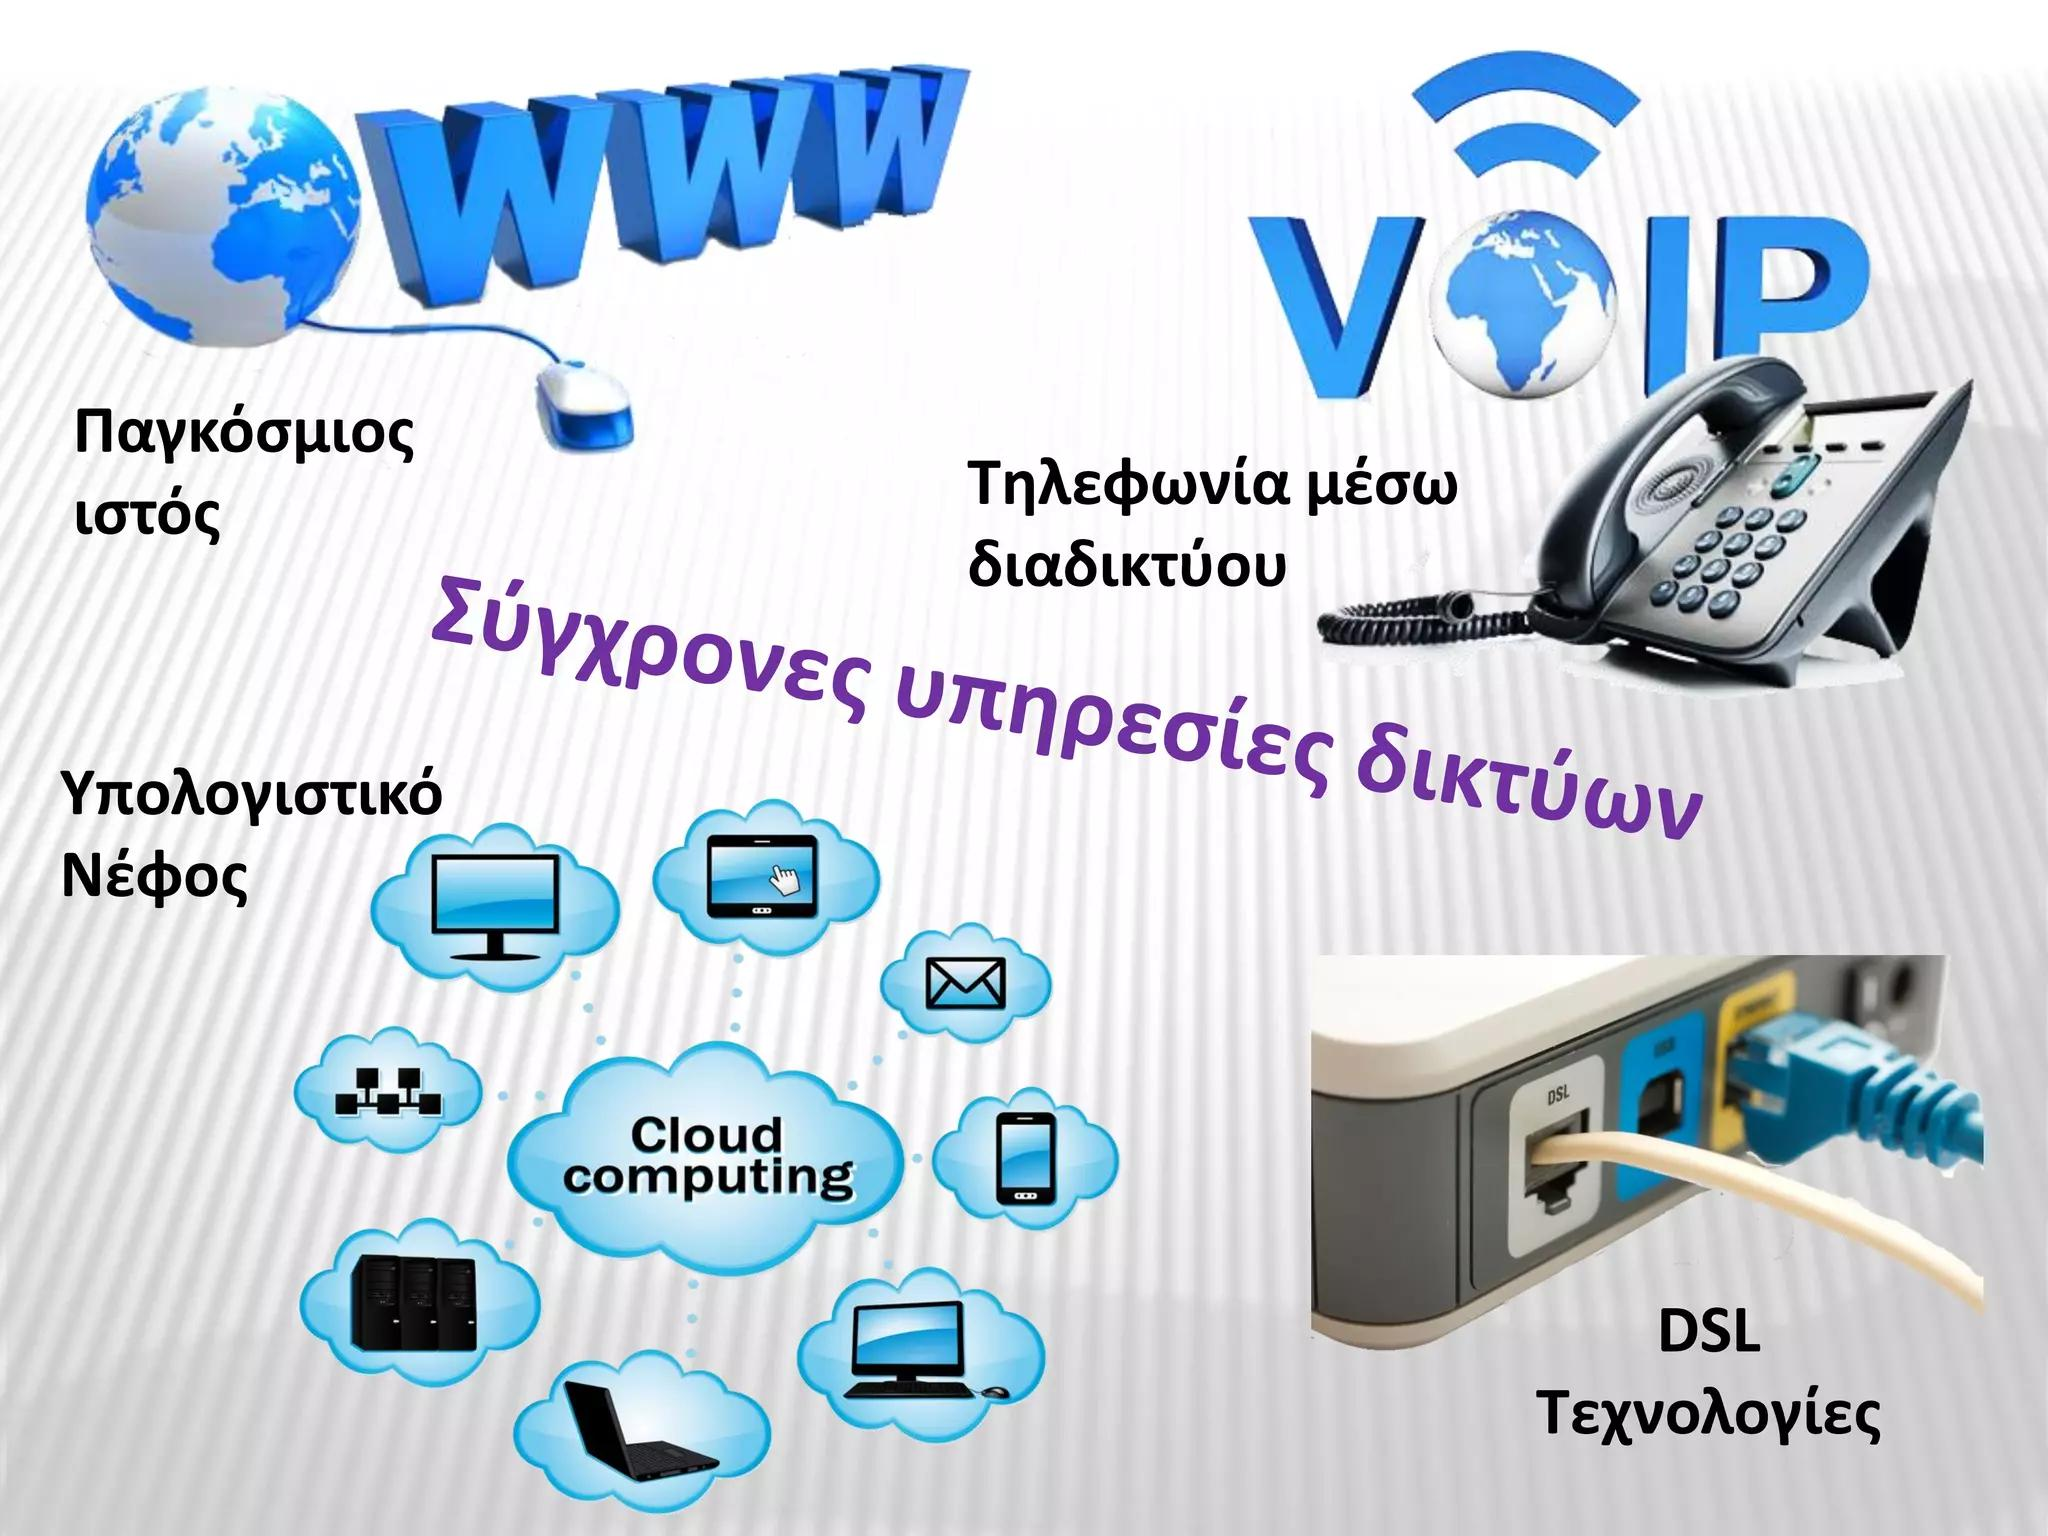 WWW
VOIP
Παγκόσμιος
ιστός
Τηλεφωνία μέσω
διαδικτύου
Σύγχρονες υπηρεσίες δικτύων
Υπολογιστικό
Νέφος
Cloud
computing
DSL
DSL
Τεχνολογίες